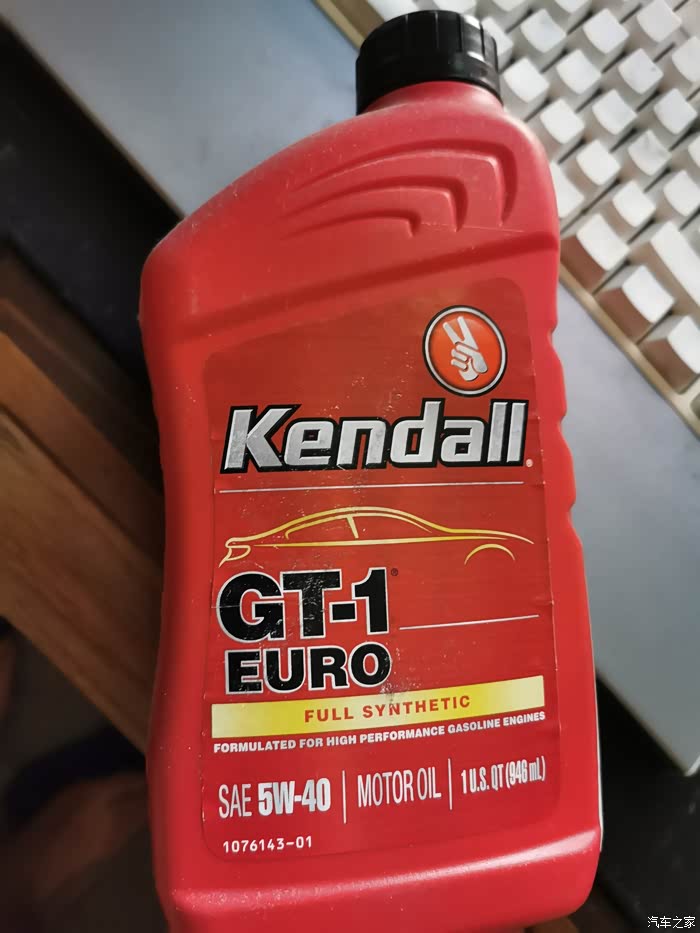 Kendall®
GT-1®
EURO
FULL SYNTHETIC
FORMULATED FOR HIGH PERFORMANCE GASOLINE ENGINES
SAE 5W-40 | MOTOR OIL | 1 U.S. QT (946 mL)
1076143-01
汽车之家